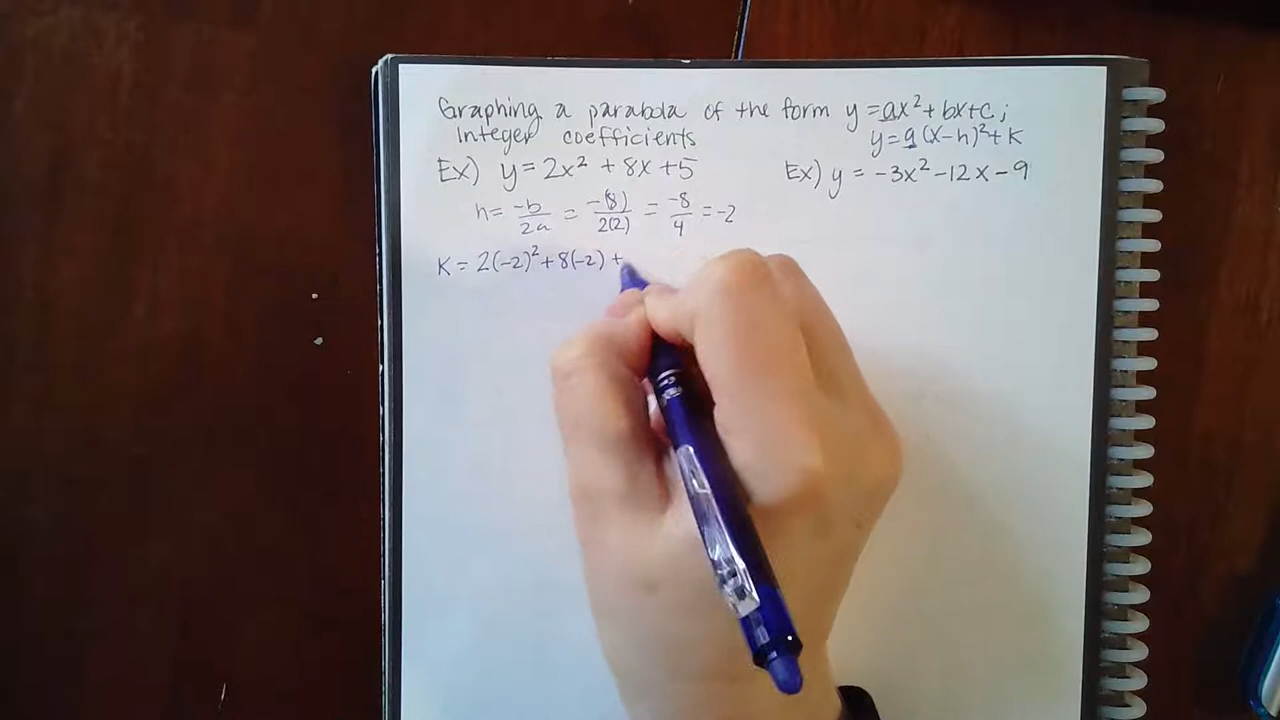 Graphing a parabola of the form y = ax² + bx + c ;
Integer coefficients
y = a (x-h)² + K
Ex) y = 2x² + 8x + 5
Ex) y = -3x² - 12x - 9
h = -b/2a = -(8)/2(2) = -8/4 = -2
K = 2(-2)² + 8(-2) +